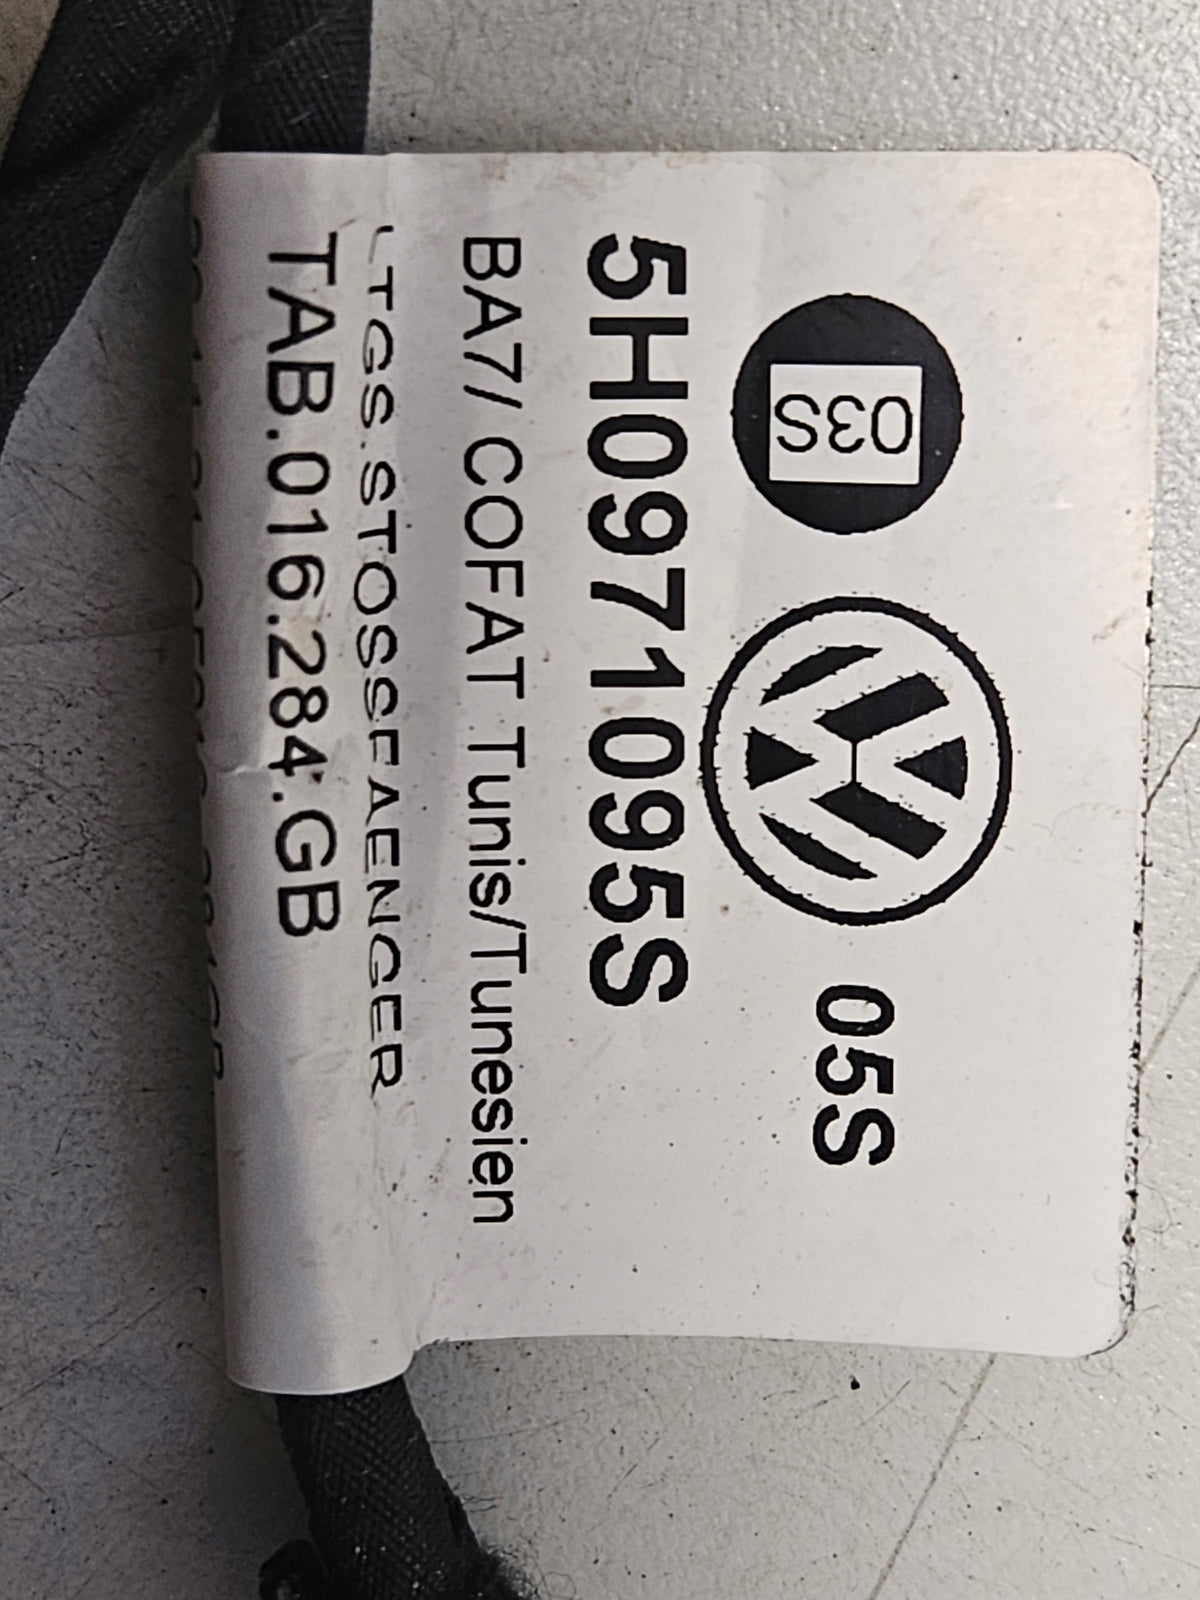 03S
05S
5H0971095S
BA7/ COFAT Tunis/Tunesien
LTGS.STOSSFAENGER
TAB.016.284.GB